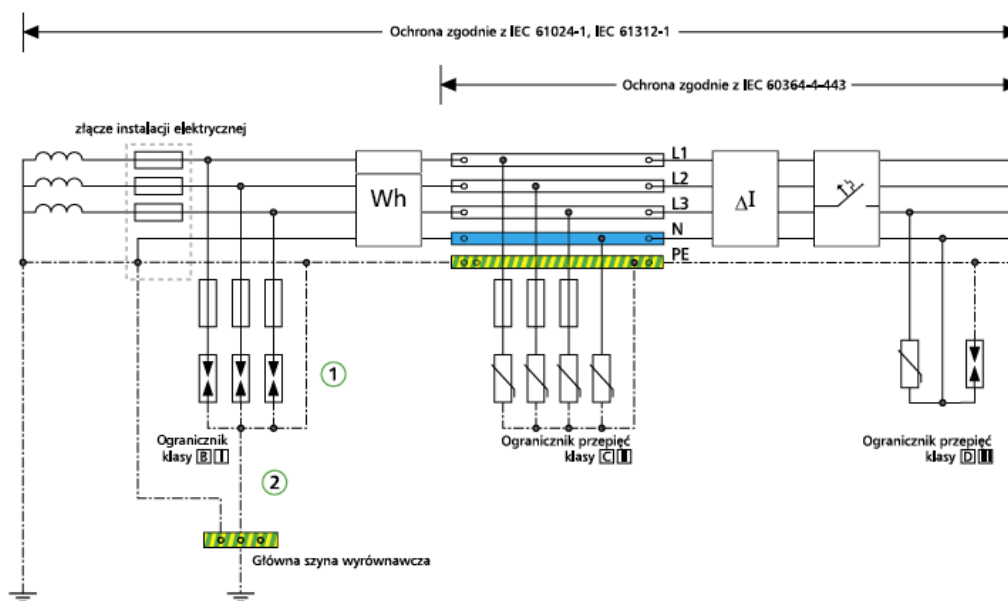 Ochrona zgodnie z IEC 61024-1, IEC 61312-1
Ochrona zgodnie z IEC 60364-4-443
złącze instalacji elektrycznej
L1
L2
L3
N
PE
Wh
ΔI
1
Ogranicznik
klasy B I
Ogranicznik przepięć
klasy C II
Ogranicznik przepięć
klasy D III
2
Główna szyna wyrównawcza